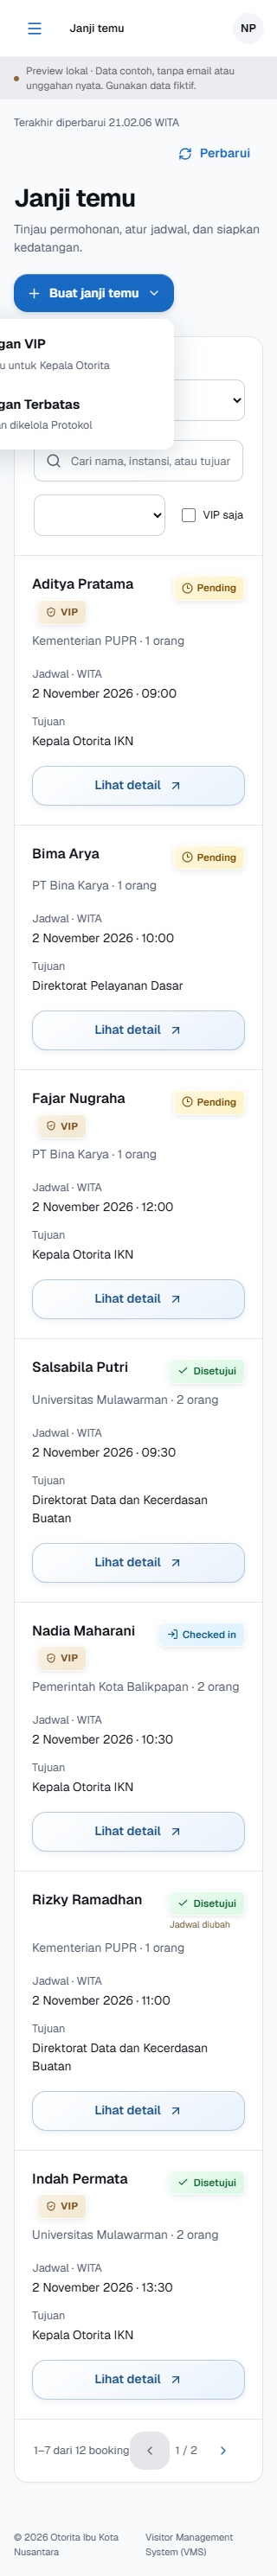 Janji temu
NP
Preview lokal · Data contoh, tanpa email atau
unggahan nyata. Gunakan data fiktif.
Terakhir diperbarui 21.02.06 WITA
Perbarui
Janji temu
Tinjau permohonan, atur jadwal, dan siapkan
kedatangan.
Buat janji temu
gan VIP
u untuk Kepala Otorita
gan Terbatas
n dikelola Protokol
Cari nama, instansi, atau tujuan
VIP saja
Aditya Pratama
Pending
VIP
Kementerian PUPR · 1 orang
Jadwal · WITA
2 November 2026 · 09:00
Tujuan
Kepala Otorita IKN
Lihat detail
Bima Arya
Pending
PT Bina Karya · 1 orang
Jadwal · WITA
2 November 2026 · 10:00
Tujuan
Direktorat Pelayanan Dasar
Lihat detail
Fajar Nugraha
Pending
VIP
PT Bina Karya · 1 orang
Jadwal · WITA
2 November 2026 · 12:00
Tujuan
Kepala Otorita IKN
Lihat detail
Salsabila Putri
Disetujui
Universitas Mulawarman · 2 orang
Jadwal · WITA
2 November 2026 · 09:30
Tujuan
Direktorat Data dan Kecerdasan
Buatan
Lihat detail
Nadia Maharani
Checked in
VIP
Pemerintah Kota Balikpapan · 2 orang
Jadwal · WITA
2 November 2026 · 10:30
Tujuan
Kepala Otorita IKN
Lihat detail
Rizky Ramadhan
Disetujui
Jadwal diubah
Kementerian PUPR · 1 orang
Jadwal · WITA
2 November 2026 · 11:00
Tujuan
Direktorat Data dan Kecerdasan
Buatan
Lihat detail
Indah Permata
Disetujui
VIP
Universitas Mulawarman · 2 orang
Jadwal · WITA
2 November 2026 · 13:30
Tujuan
Kepala Otorita IKN
Lihat detail
1–7 dari 12 booking
1 / 2
© 2026 Otorita Ibu Kota
Nusantara
Visitor Management
System (VMS)